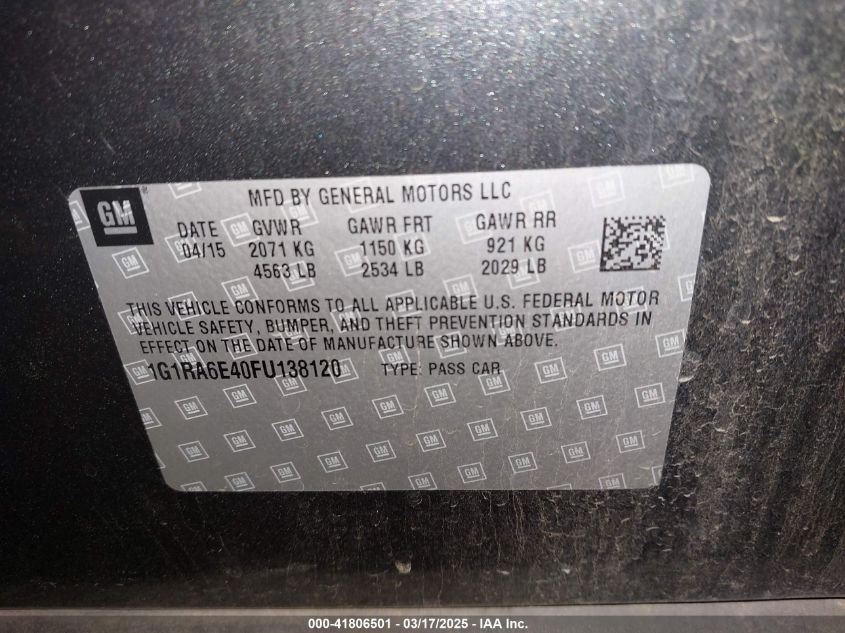 GM
MFD BY GENERAL MOTORS LLC
DATE GVWR GAWR FRT GAWR RR
04/15 2071 KG 1150 KG 921 KG
4563 LB 2534 LB 2029 LB
THIS VEHICLE CONFORMS TO ALL APPLICABLE U.S. FEDERAL MOTOR
VEHICLE SAFETY, BUMPER, AND THEFT PREVENTION STANDARDS IN
EFFECT ON THE DATE OF MANUFACTURE SHOWN ABOVE.
1G1RA6E40FU138120 TYPE: PASS CAR
000-41806501 - 03/17/2025 - IAA Inc.